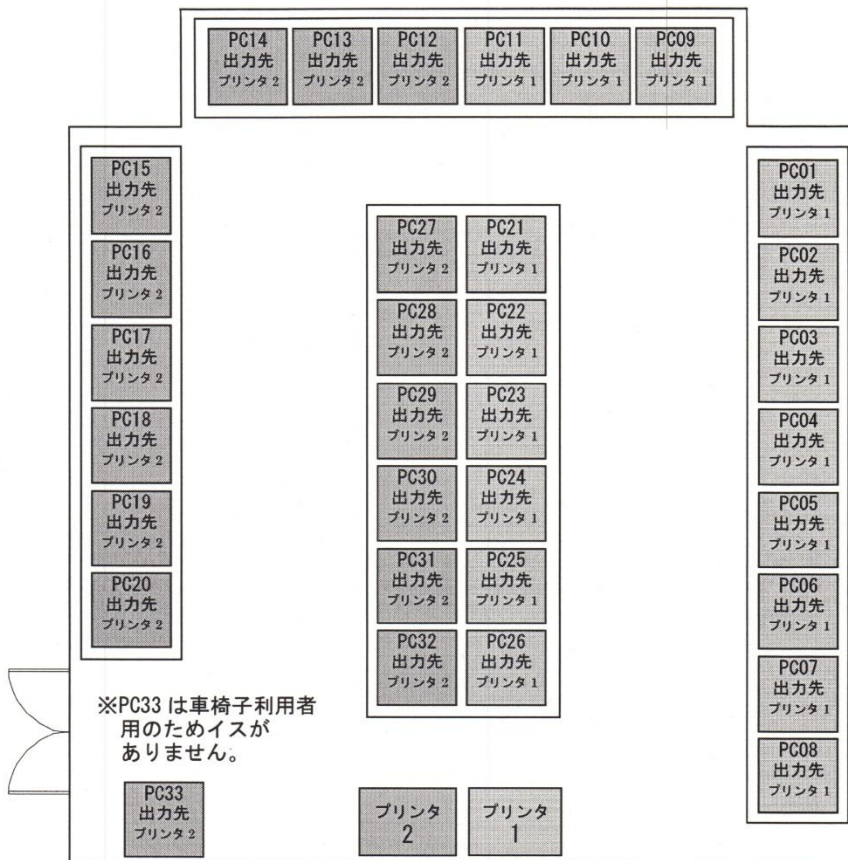 PC14
出力先
プリンタ 2
PC13
出力先
プリンタ 2
PC12
出力先
プリンタ 2
PC11
出力先
プリンタ 1
PC10
出力先
プリンタ 1
PC09
出力先
プリンタ 1
PC15
出力先
プリンタ 2
PC16
出力先
プリンタ 2
PC17
出力先
プリンタ 2
PC18
出力先
プリンタ 2
PC19
出力先
プリンタ 2
PC20
出力先
プリンタ 2
PC27
出力先
プリンタ 2
PC28
出力先
プリンタ 2
PC29
出力先
プリンタ 2
PC30
出力先
プリンタ 2
PC31
出力先
プリンタ 2
PC32
出力先
プリンタ 2
PC21
出力先
プリンタ 1
PC22
出力先
プリンタ 1
PC23
出力先
プリンタ 1
PC24
出力先
プリンタ 1
PC25
出力先
プリンタ 1
PC26
出力先
プリンタ 1
PC01
出力先
プリンタ 1
PC02
出力先
プリンタ 1
PC03
出力先
プリンタ 1
PC04
出力先
プリンタ 1
PC05
出力先
プリンタ 1
PC06
出力先
プリンタ 1
PC07
出力先
プリンタ 1
PC08
出力先
プリンタ 1
※PC33 は車椅子利用者
用のためイスが
ありません。
PC33
出力先
プリンタ 2
プリンタ
2
プリンタ
1